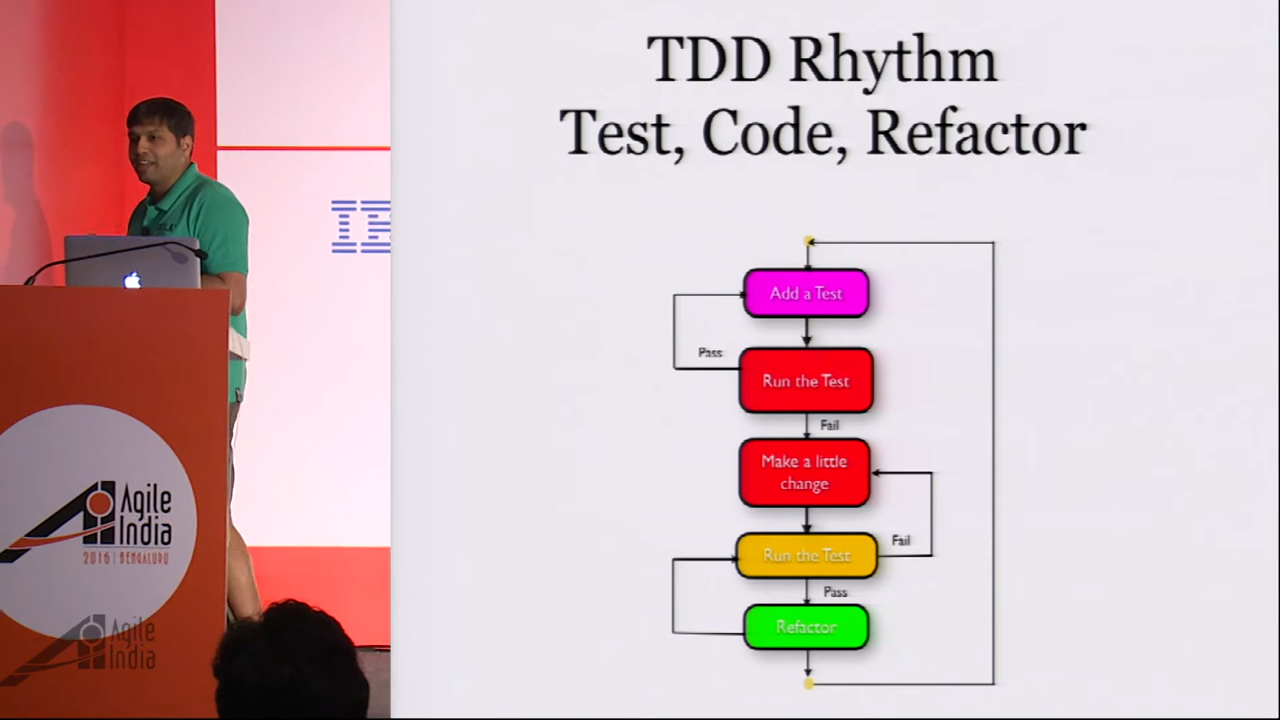 TDD Rhythm
Test, Code, Refactor
Add a Test
Pass
Run the Test
Fail
Make a little
change
Run the Test
Fail
Pass
Refactor
Agile
India
2016 | BENGALURU
Agile
India